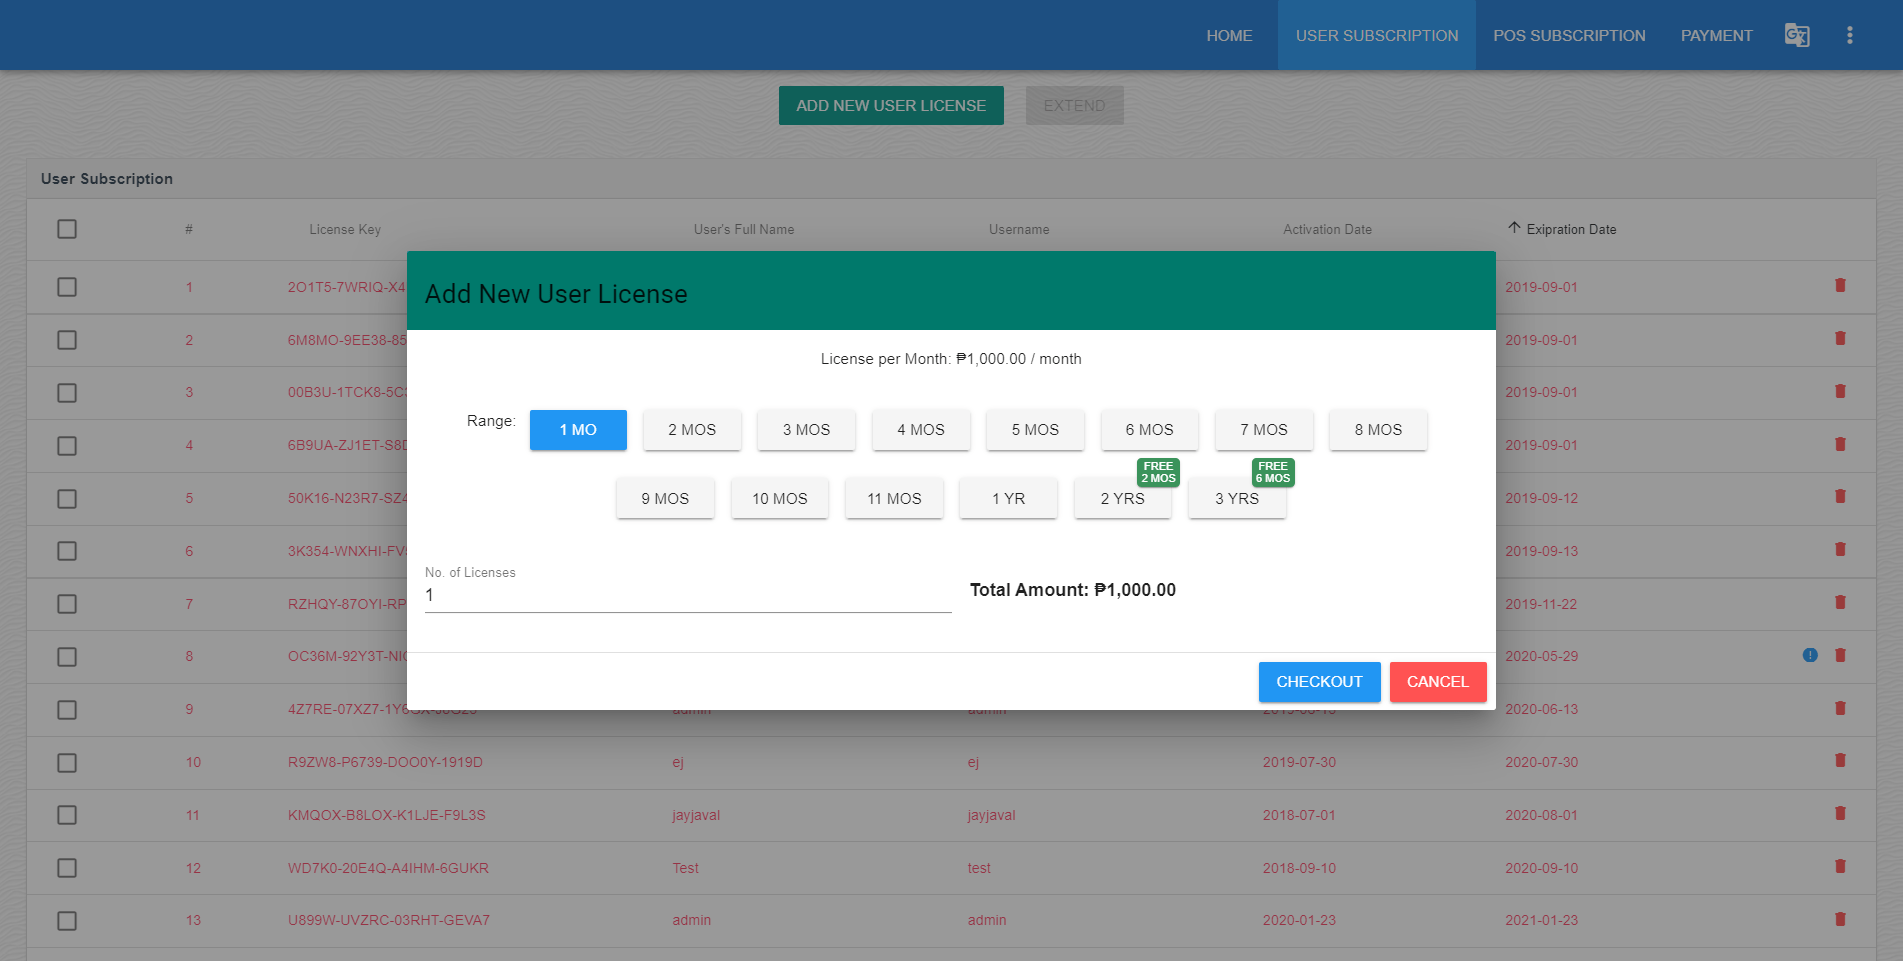 HOME USER SUBSCRIPTION POS SUBSCRIPTION PAYMENT
ADD NEW USER LICENSE EXTEND
User Subscription
# License Key User's Full Name Username Activation Date Exipration Date
1 2O1T5-7WRIQ-X4 2019-09-01
2 6M8MO-9EE38-85 2019-09-01
3 00B3U-1TCK8-5C 2019-09-01
4 6B9UA-ZJ1ET-S8 2019-09-01
5 50K16-N23R7-SZ4 2019-09-12
6 3K354-WNXHI-FV 2019-09-13
7 RZHQY-87OYI-RP 2019-11-22
8 OC36M-92Y3T-NI 2020-05-29
9 4Z7RE-07XZ7-1Y6 admin admin 2020-06-13
10 R9ZW8-P6739-DOO0Y-1919D ej ej 2019-07-30 2020-07-30
11 KMQOX-B8LOX-K1LJE-F9L3S jayjaval jayjaval 2018-07-01 2020-08-01
12 WD7K0-20E4Q-A4IHM-6GUKR Test test 2018-09-10 2020-09-10
13 U899W-UVZRC-03RHT-GEVA7 admin admin 2020-01-23 2021-01-23
Add New User License
License per Month: ₱1,000.00 / month
Range: 1 MO 2 MOS 3 MOS 4 MOS 5 MOS 6 MOS 7 MOS 8 MOS
FREE 2 MOS
FREE 6 MOS
9 MOS 10 MOS 11 MOS 1 YR 2 YRS 3 YRS
No. of Licenses
1
Total Amount: ₱1,000.00
CHECKOUT CANCEL